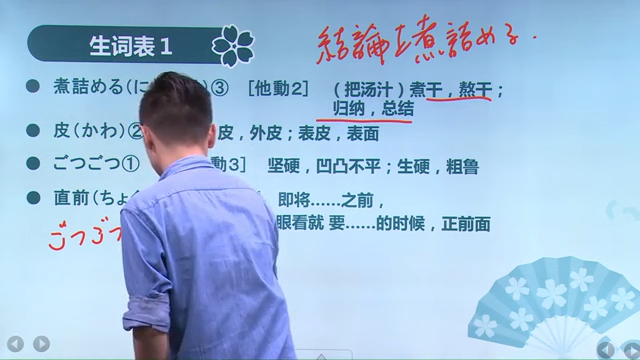 生词表1
結論を煮詰める.
● 煮詰める(に る)③ [他動2] (把汤汁)煮干，熬干；
归纳，总结
● 皮(かわ)② 皮，外皮；表皮，表面
● ごつごつ① 動3] 坚硬，凹凸不平；生硬，粗鲁
● 直前(ちょ 即将……之前，
眼看就 要……的时候，正前面
ごつごつ